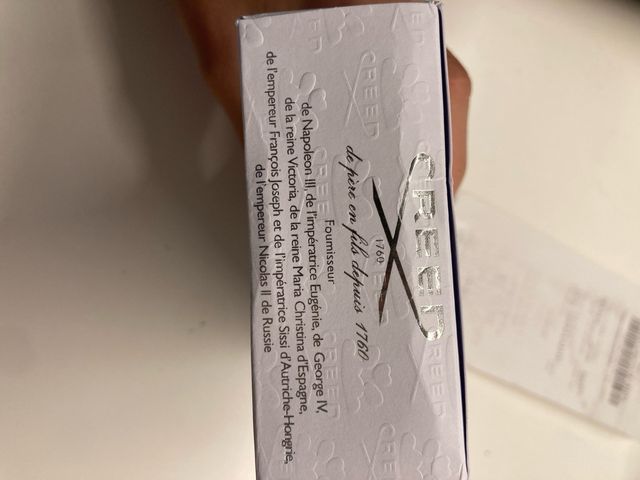 CREED
1760
de père en fils depuis 1760
Fournisseur
de Napoleon III, de l'impératrice Eugénie, de George IV,
de la reine Victoria, de la reine Maria Christina d'Espagne,
de l'empereur François Joseph et de l'impératrice Sissi d'Autriche-Hongrie,
de l'empereur Nicolas II de Russie